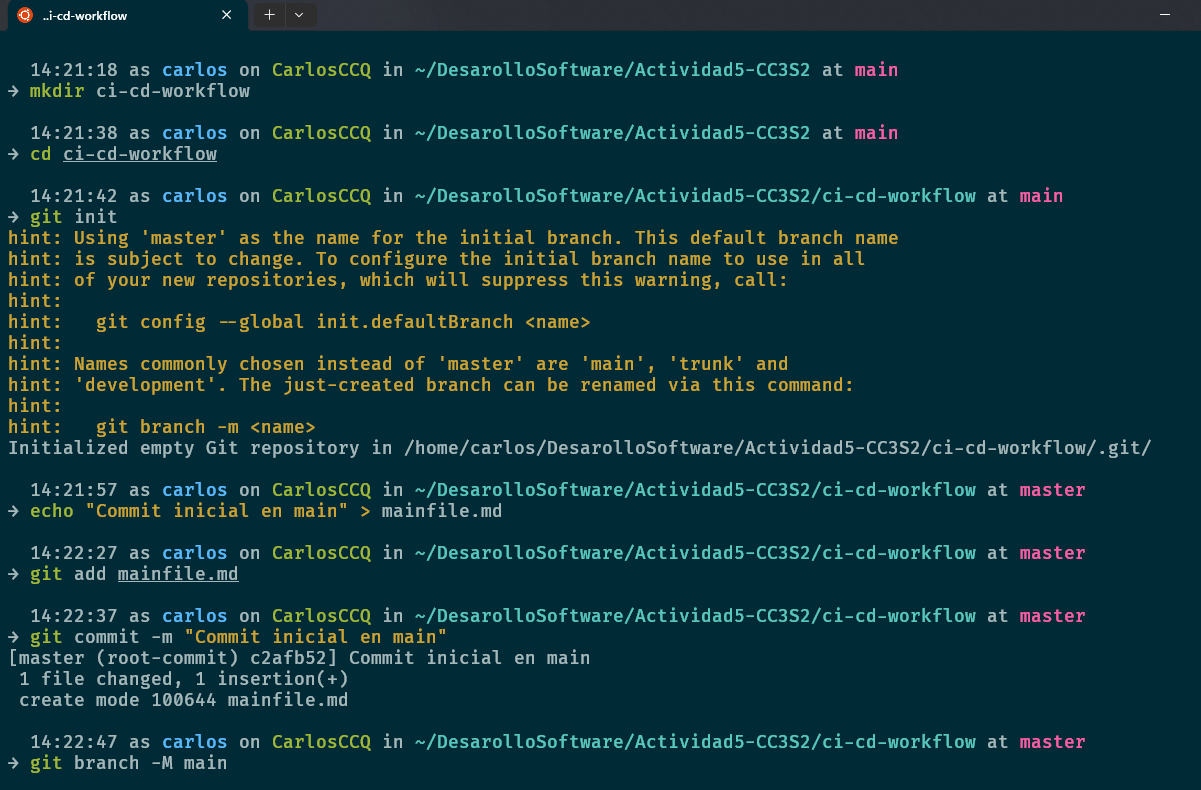 ..i-cd-workflow
14:21:18 as carlos on CarlosCCQ in ~/DesarolloSoftware/Actividad5-CC3S2 at main
→ mkdir ci-cd-workflow
14:21:38 as carlos on CarlosCCQ in ~/DesarolloSoftware/Actividad5-CC3S2 at main
→ cd ci-cd-workflow
14:21:42 as carlos on CarlosCCQ in ~/DesarolloSoftware/Actividad5-CC3S2/ci-cd-workflow at main
→ git init
hint: Using 'master' as the name for the initial branch. This default branch name
hint: is subject to change. To configure the initial branch name to use in all
hint: of your new repositories, which will suppress this warning, call:
hint:
hint:   git config --global init.defaultBranch <name>
hint:
hint: Names commonly chosen instead of 'master' are 'main', 'trunk' and
hint: 'development'. The just-created branch can be renamed via this command:
hint:
hint:   git branch -m <name>
Initialized empty Git repository in /home/carlos/DesarolloSoftware/Actividad5-CC3S2/ci-cd-workflow/.git/
14:21:57 as carlos on CarlosCCQ in ~/DesarolloSoftware/Actividad5-CC3S2/ci-cd-workflow at master
→ echo "Commit inicial en main" > mainfile.md
14:22:27 as carlos on CarlosCCQ in ~/DesarolloSoftware/Actividad5-CC3S2/ci-cd-workflow at master
→ git add mainfile.md
14:22:37 as carlos on CarlosCCQ in ~/DesarolloSoftware/Actividad5-CC3S2/ci-cd-workflow at master
→ git commit -m "Commit inicial en main"
[master (root-commit) c2afb52] Commit inicial en main
 1 file changed, 1 insertion(+)
 create mode 100644 mainfile.md
14:22:47 as carlos on CarlosCCQ in ~/DesarolloSoftware/Actividad5-CC3S2/ci-cd-workflow at master
→ git branch -M main